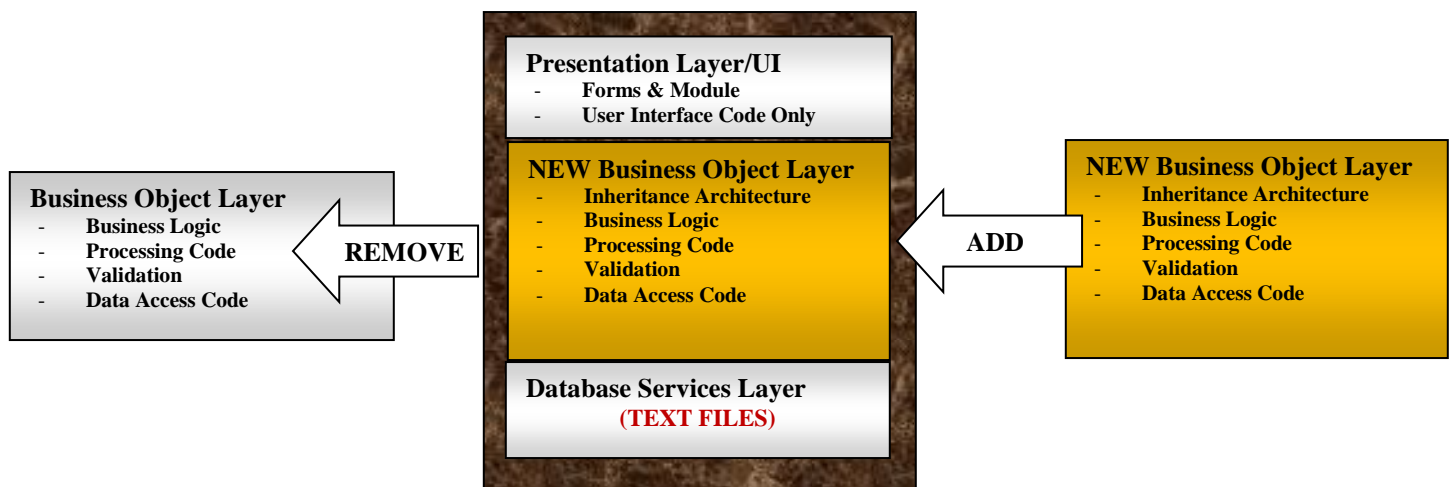 Business Object Layer
- Business Logic
- Processing Code
- Validation
- Data Access Code
REMOVE
Presentation Layer/UI
- Forms & Module
- User Interface Code Only
NEW Business Object Layer
- Inheritance Architecture
- Business Logic
- Processing Code
- Validation
- Data Access Code
Database Services Layer
(TEXT FILES)
ADD
NEW Business Object Layer
- Inheritance Architecture
- Business Logic
- Processing Code
- Validation
- Data Access Code